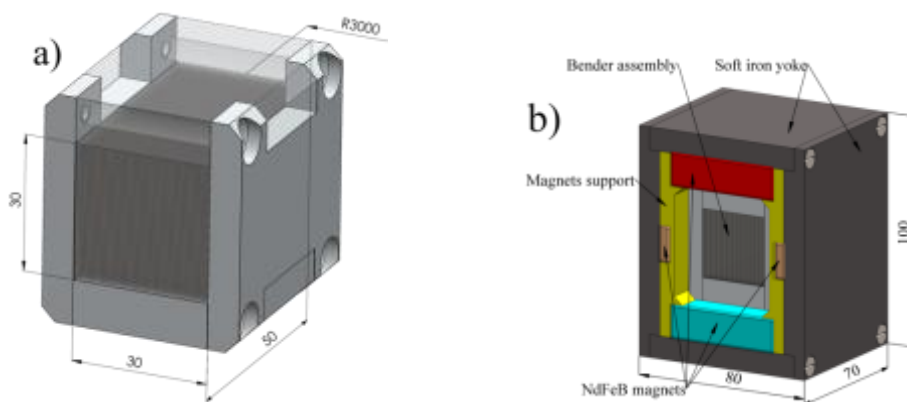 a)
R3000
30
30
50
b)
Bender assembly
Soft iron yoke
Magnets support
100
NdFeB magnets
80
70